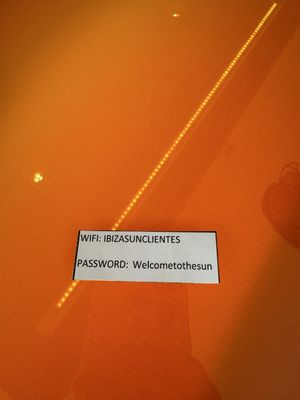 WIFI: IBIZASUNCLIENTES
PASSWORD: Welcometothesun